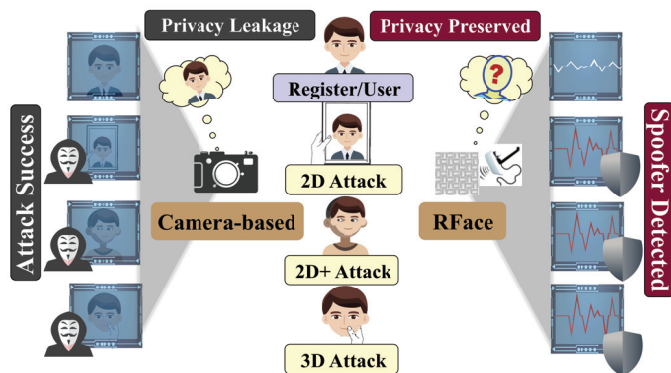 Privacy Leakage
Privacy Preserved
?
Register/User
2D Attack
Attack Success
Camera-based
RFace
Spoofer Detected
2D+ Attack
3D Attack